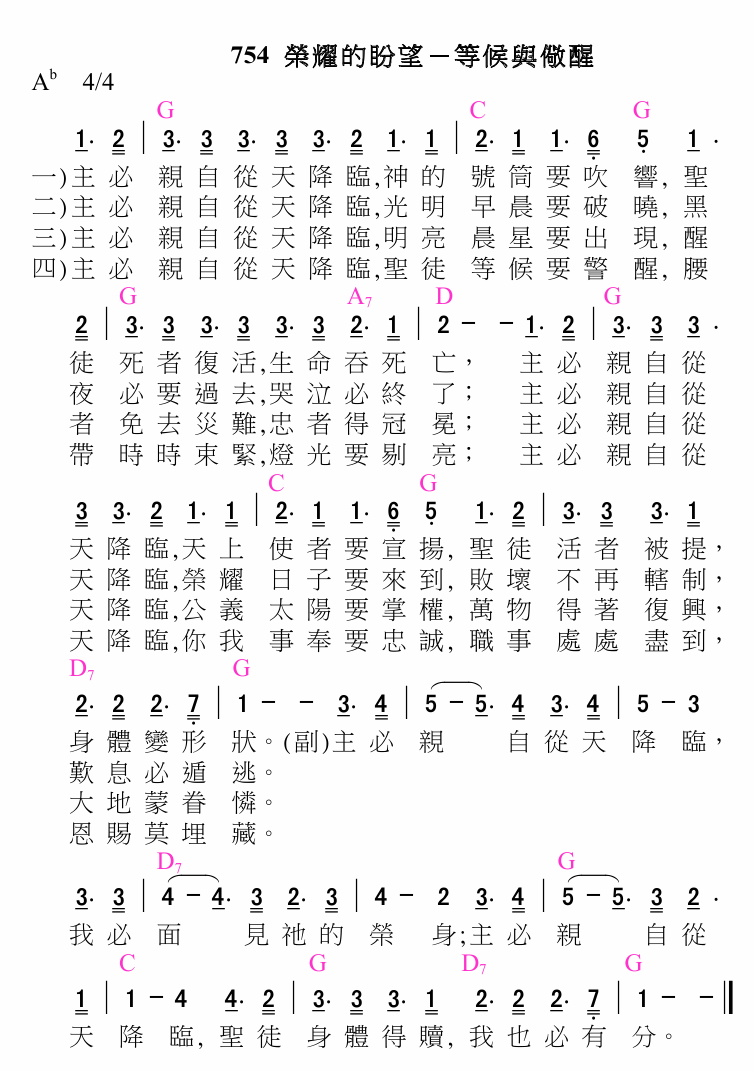 754 榮耀的盼望－等候與儆醒
A♭ 4/4
G C G
1· 2 | 3· 3 3· 3 3· 2 1· 1 | 2· 1 1· 6 5 1·
一)主必 親自從天降臨,神的 號筒要吹響, 聖
二)主必 親自從天降臨,光明 早晨要破曉, 黑
三)主必 親自從天降臨,明亮 晨星要出現, 醒
四)主必 親自從天降臨,聖徒 等候要警醒, 腰
G A7 D G
2 | 3· 3 3· 3 3· 3 2· 1 | 2 － － 1· 2 | 3· 3 3·
徒 死者復活,生命吞死 亡， 主必 親自從
夜 必要過去,哭泣必終 了； 主必 親自從
者 免去災難,忠者得冠 冕； 主必 親自從
帶 時時束緊,燈光要剔 亮； 主必 親自從
C G
3 3· 2 1· 1 | 2· 1 1· 6 5 1· 2 | 3· 3 3· 1
天降臨,天上 使者要宣揚, 聖徒 活者被提，
天降臨,榮耀 日子要來到, 敗壞 不再轄制，
天降臨,公義 太陽要掌權, 萬物 得著復興，
天降臨,你我 事奉要忠誠, 職事 處處盡到，
D7 G
2· 2 2· 7 | 1 － － 3· 4 | 5 － 5· 4 3· 4 | 5 － 3
身體變形 狀。(副)主必 親 自從天 降 臨，
歎息必遁 逃。
大地蒙眷 憐。
恩賜莫埋 藏。
D7 G
3· 3 | 4 － 4· 3 2· 3 | 4 － 2 3· 4 | 5 － 5· 3 2·
我必 面 見祂的 榮 身;主必 親 自從
C G D7 G
1 | 1 － 4 4· 2 | 3· 3 3· 1 2· 2 2· 7 | 1 － －
天 降 臨, 聖徒 身體得贖, 我也必有 分。